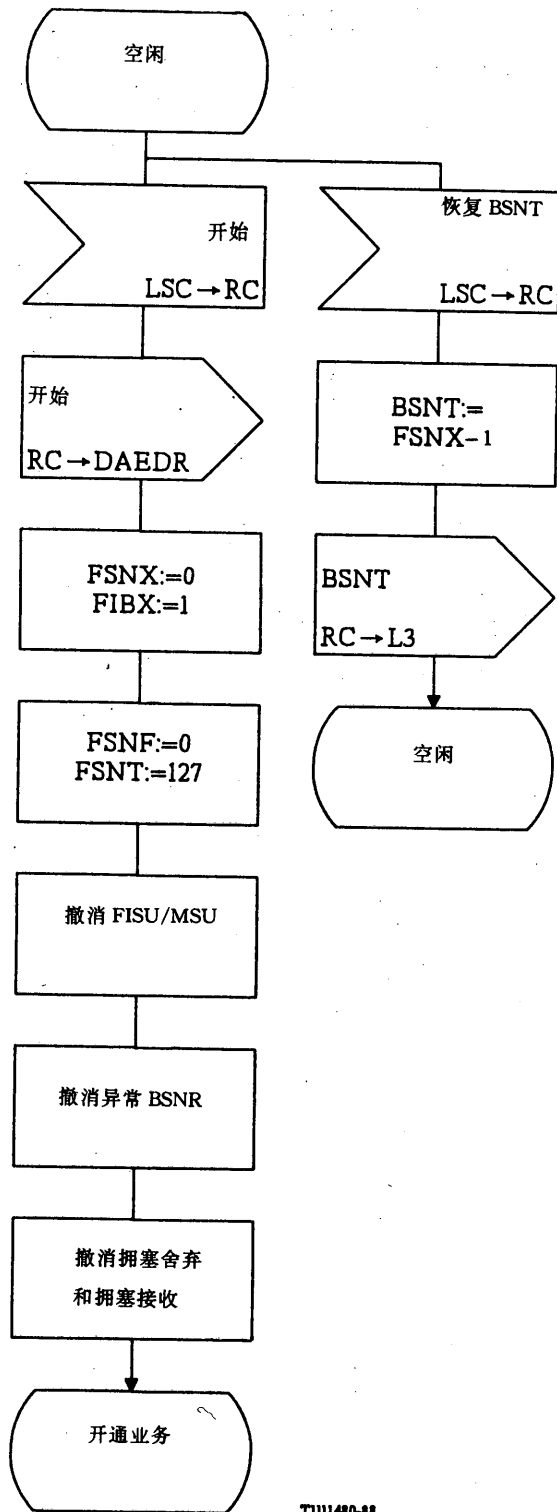 空闲
开始
LSC→RC
开始
RC→DAEDR
FSNX:=0
FIBX:=1
FSNF:=0
FSNT:=127
撤消 FISU/MSU
撤消异常 BSNR
撤消拥塞舍弃
和拥塞接收
开通业务
恢复 BSNT
LSC→RC
BSNT:=
FSNX-1
BSNT
RC→L3
空闲
T1111480-88